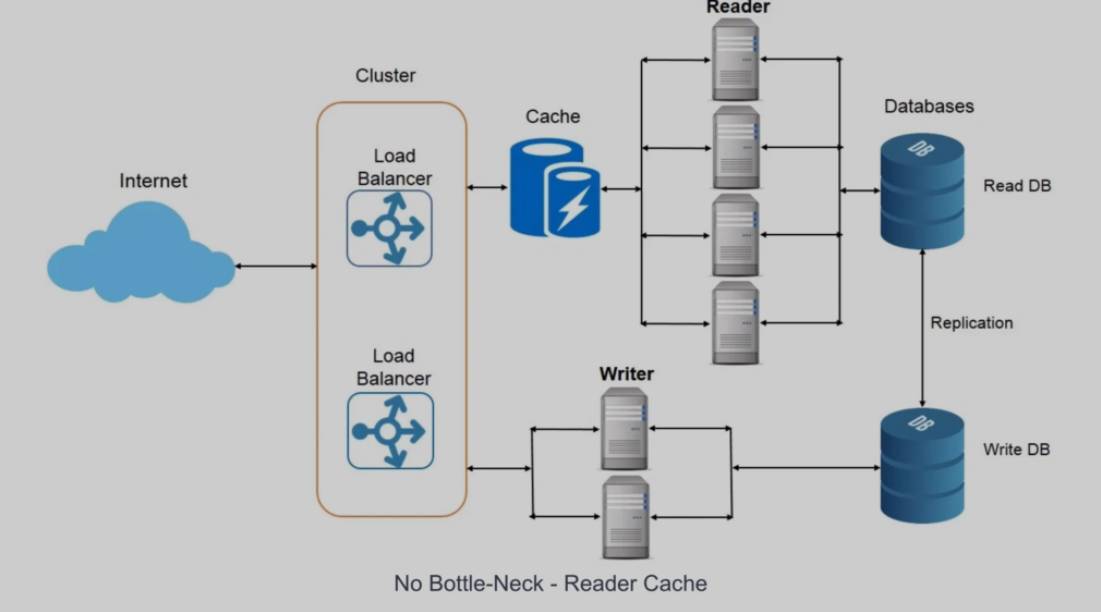 Reader
Cluster
Cache
Databases
Load
Balancer
Internet
Read DB
DB
Replication
Load
Balancer
Writer
DB
Write DB
No Bottle-Neck - Reader Cache